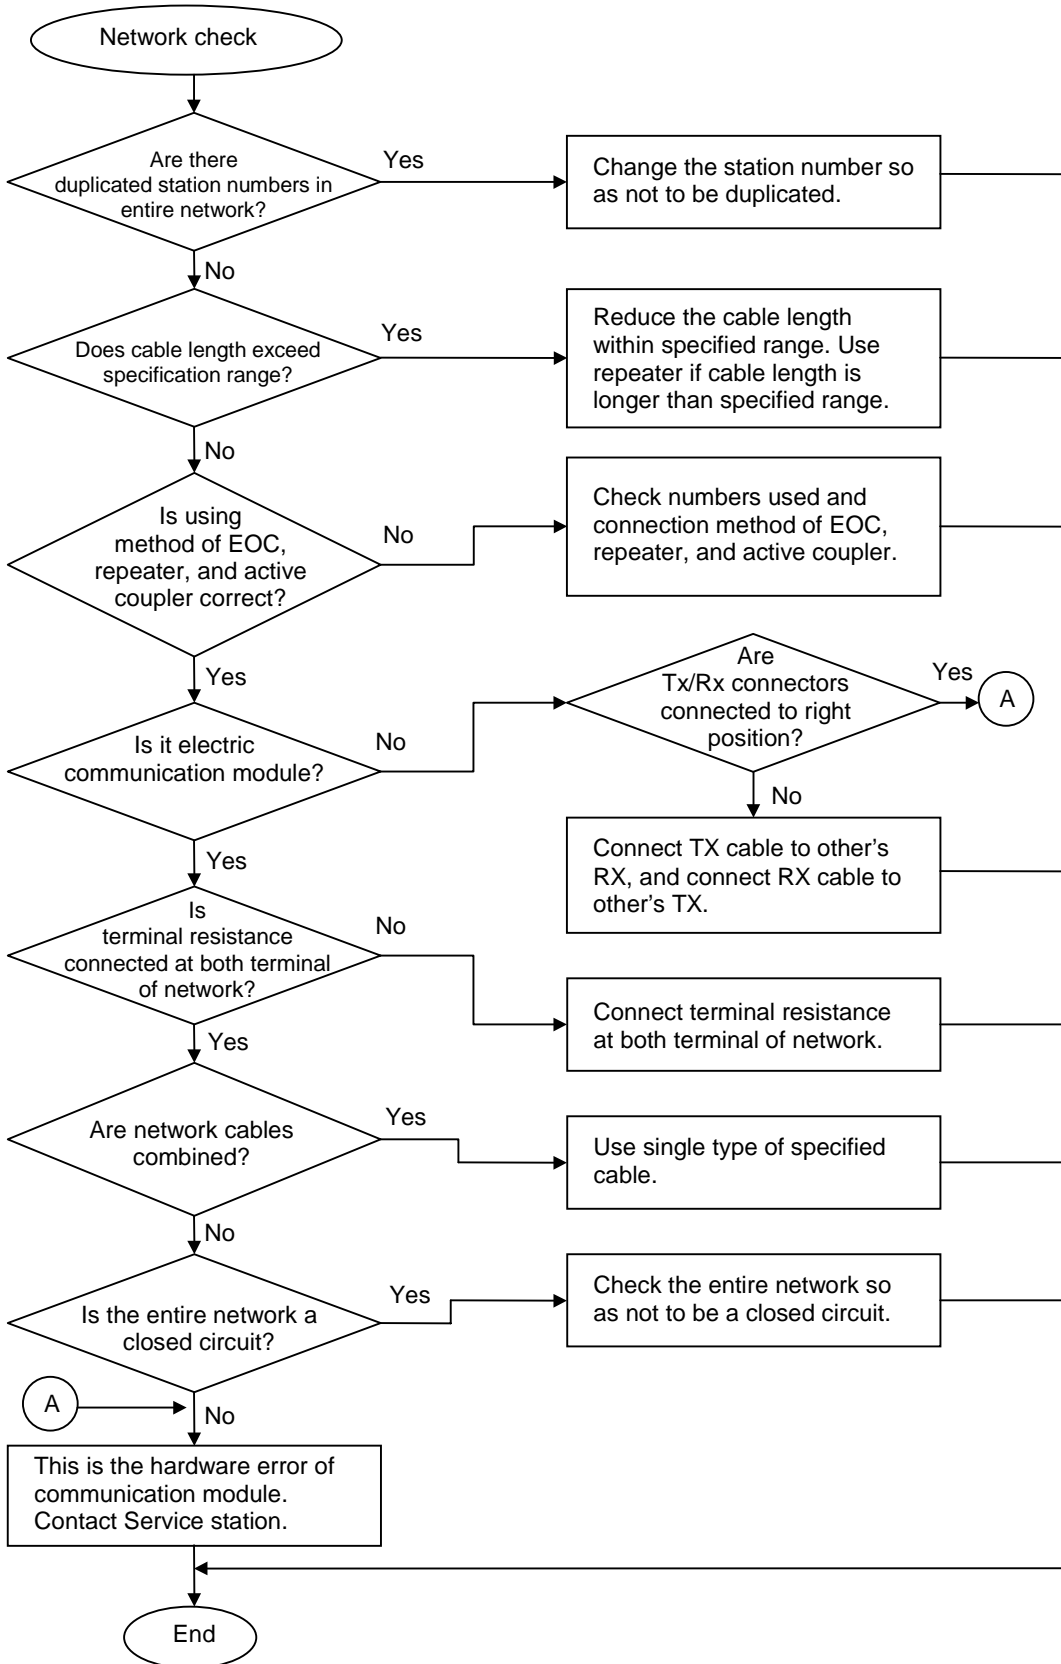 Network check
Are there
duplicated station numbers in
entire network?
Yes
Change the station number so
as not to be duplicated.
No
Does cable length exceed
specification range?
Yes
Reduce the cable length
within specified range. Use
repeater if cable length is
longer than specified range.
No
Is using
method of EOC,
repeater, and active
coupler correct?
No
Check numbers used and
connection method of EOC,
repeater, and active coupler.
Yes
Is it electric
communication module?
No
Are
Tx/Rx connectors
connected to right
position?
Yes
A
No
Connect TX cable to other's
RX, and connect RX cable to
other's TX.
Yes
Is
terminal resistance
connected at both terminal
of network?
No
Connect terminal resistance
at both terminal of network.
Yes
Are network cables
combined?
Yes
Use single type of specified
cable.
No
Is the entire network a
closed circuit?
Yes
Check the entire network so
as not to be a closed circuit.
A
No
This is the hardware error of
communication module.
Contact Service station.
End